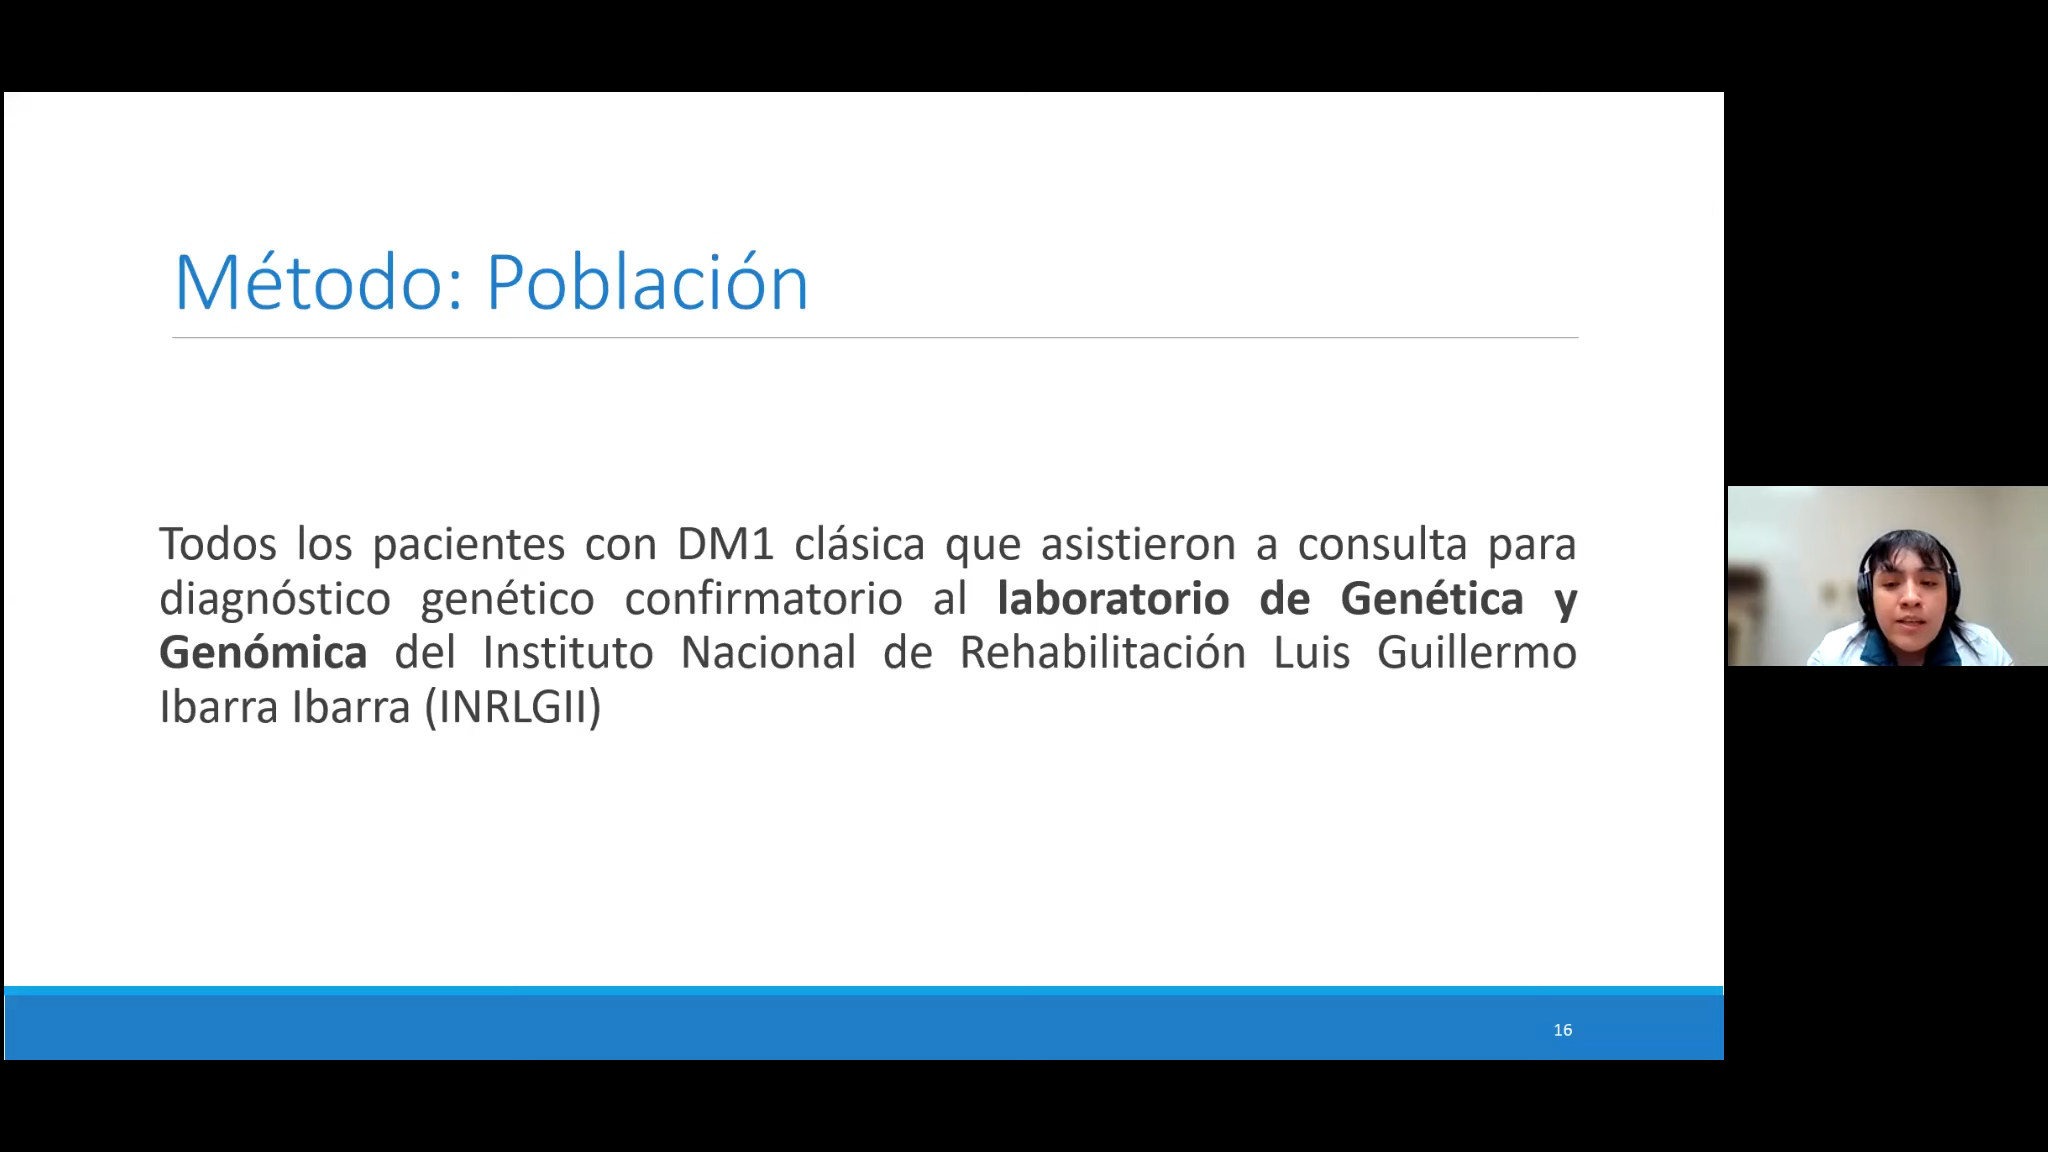 Método: Población
Todos los pacientes con DM1 clásica que asistieron a consulta para
diagnóstico genético confirmatorio al laboratorio de Genética y
Genómica del Instituto Nacional de Rehabilitación Luis Guillermo
Ibarra Ibarra (INRLGII)
16